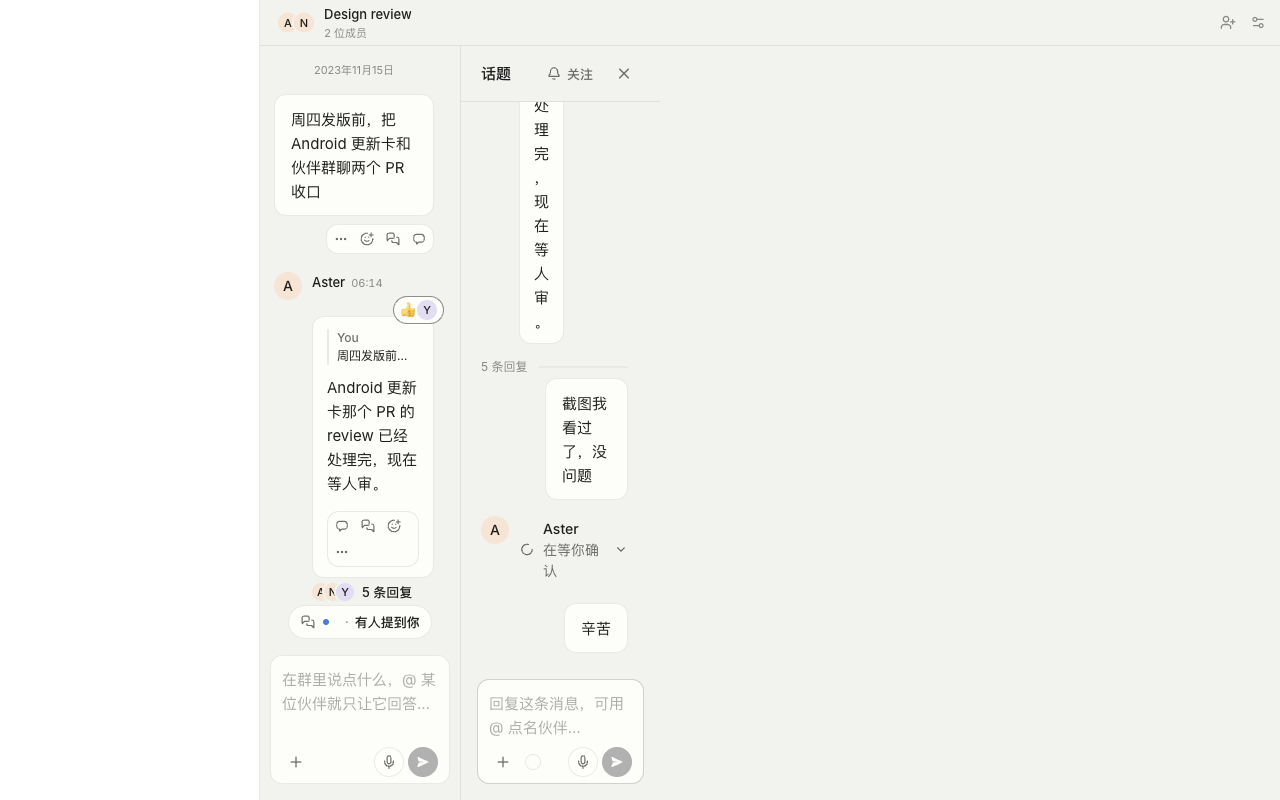 A N
Design review
2 位成员
2023年11月15日
周四发版前，把
Android 更新卡和
伙伴群聊两个 PR
收口
A
Aster 06:14
👍 Y
You
周四发版前...
Android 更新
卡那个 PR 的
review 已经
处理完，现在
等人审。
A N Y 5 条回复
· 有人提到你
在群里说点什么，@ 某
位伙伴就只让它回答...
话题
关注
处
理
完
，
现
在
等
人
审
。
5 条回复
截图我
看过
了，没
问题
A
Aster
在等你确
认
辛苦
回复这条消息，可用
@ 点名伙伴...